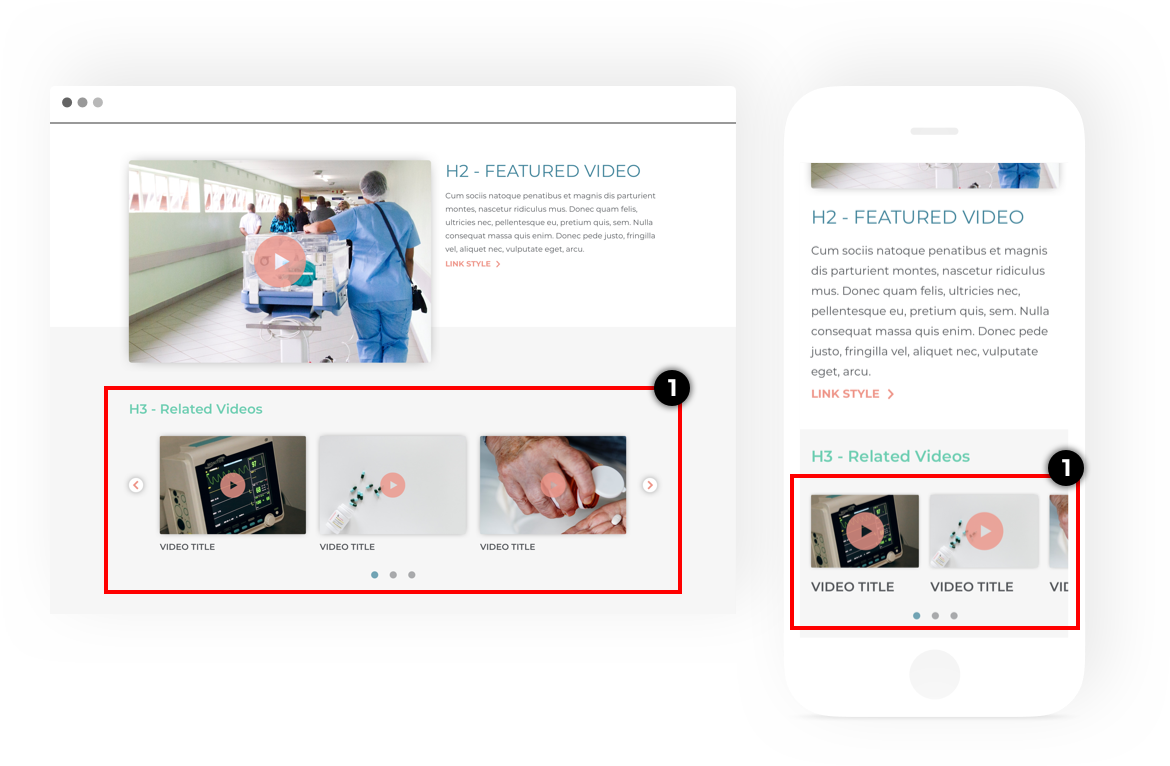 H2 - FEATURED VIDEO
Cum sociis natoque penatibus et magnis dis parturient
montes, nascetur ridiculus mus. Donec quam felis,
ultricies nec, pellentesque eu, pretium quis, sem. Nulla
consequat massa quis enim. Donec pede justo, fringilla
vel, aliquet nec, vulputate eget, arcu.
LINK STYLE
1
H3 - Related Videos
VIDEO TITLE
VIDEO TITLE
VIDEO TITLE
H2 - FEATURED VIDEO
Cum sociis natoque penatibus et magnis
dis parturient montes, nascetur ridiculus
mus. Donec quam felis, ultricies nec,
pellentesque eu, pretium quis, sem. Nulla
consequat massa quis enim. Donec pede
justo, fringilla vel, aliquet nec, vulputate
eget, arcu.
LINK STYLE
H3 - Related Videos
1
VIDEO TITLE
VIDEO TITLE
VID